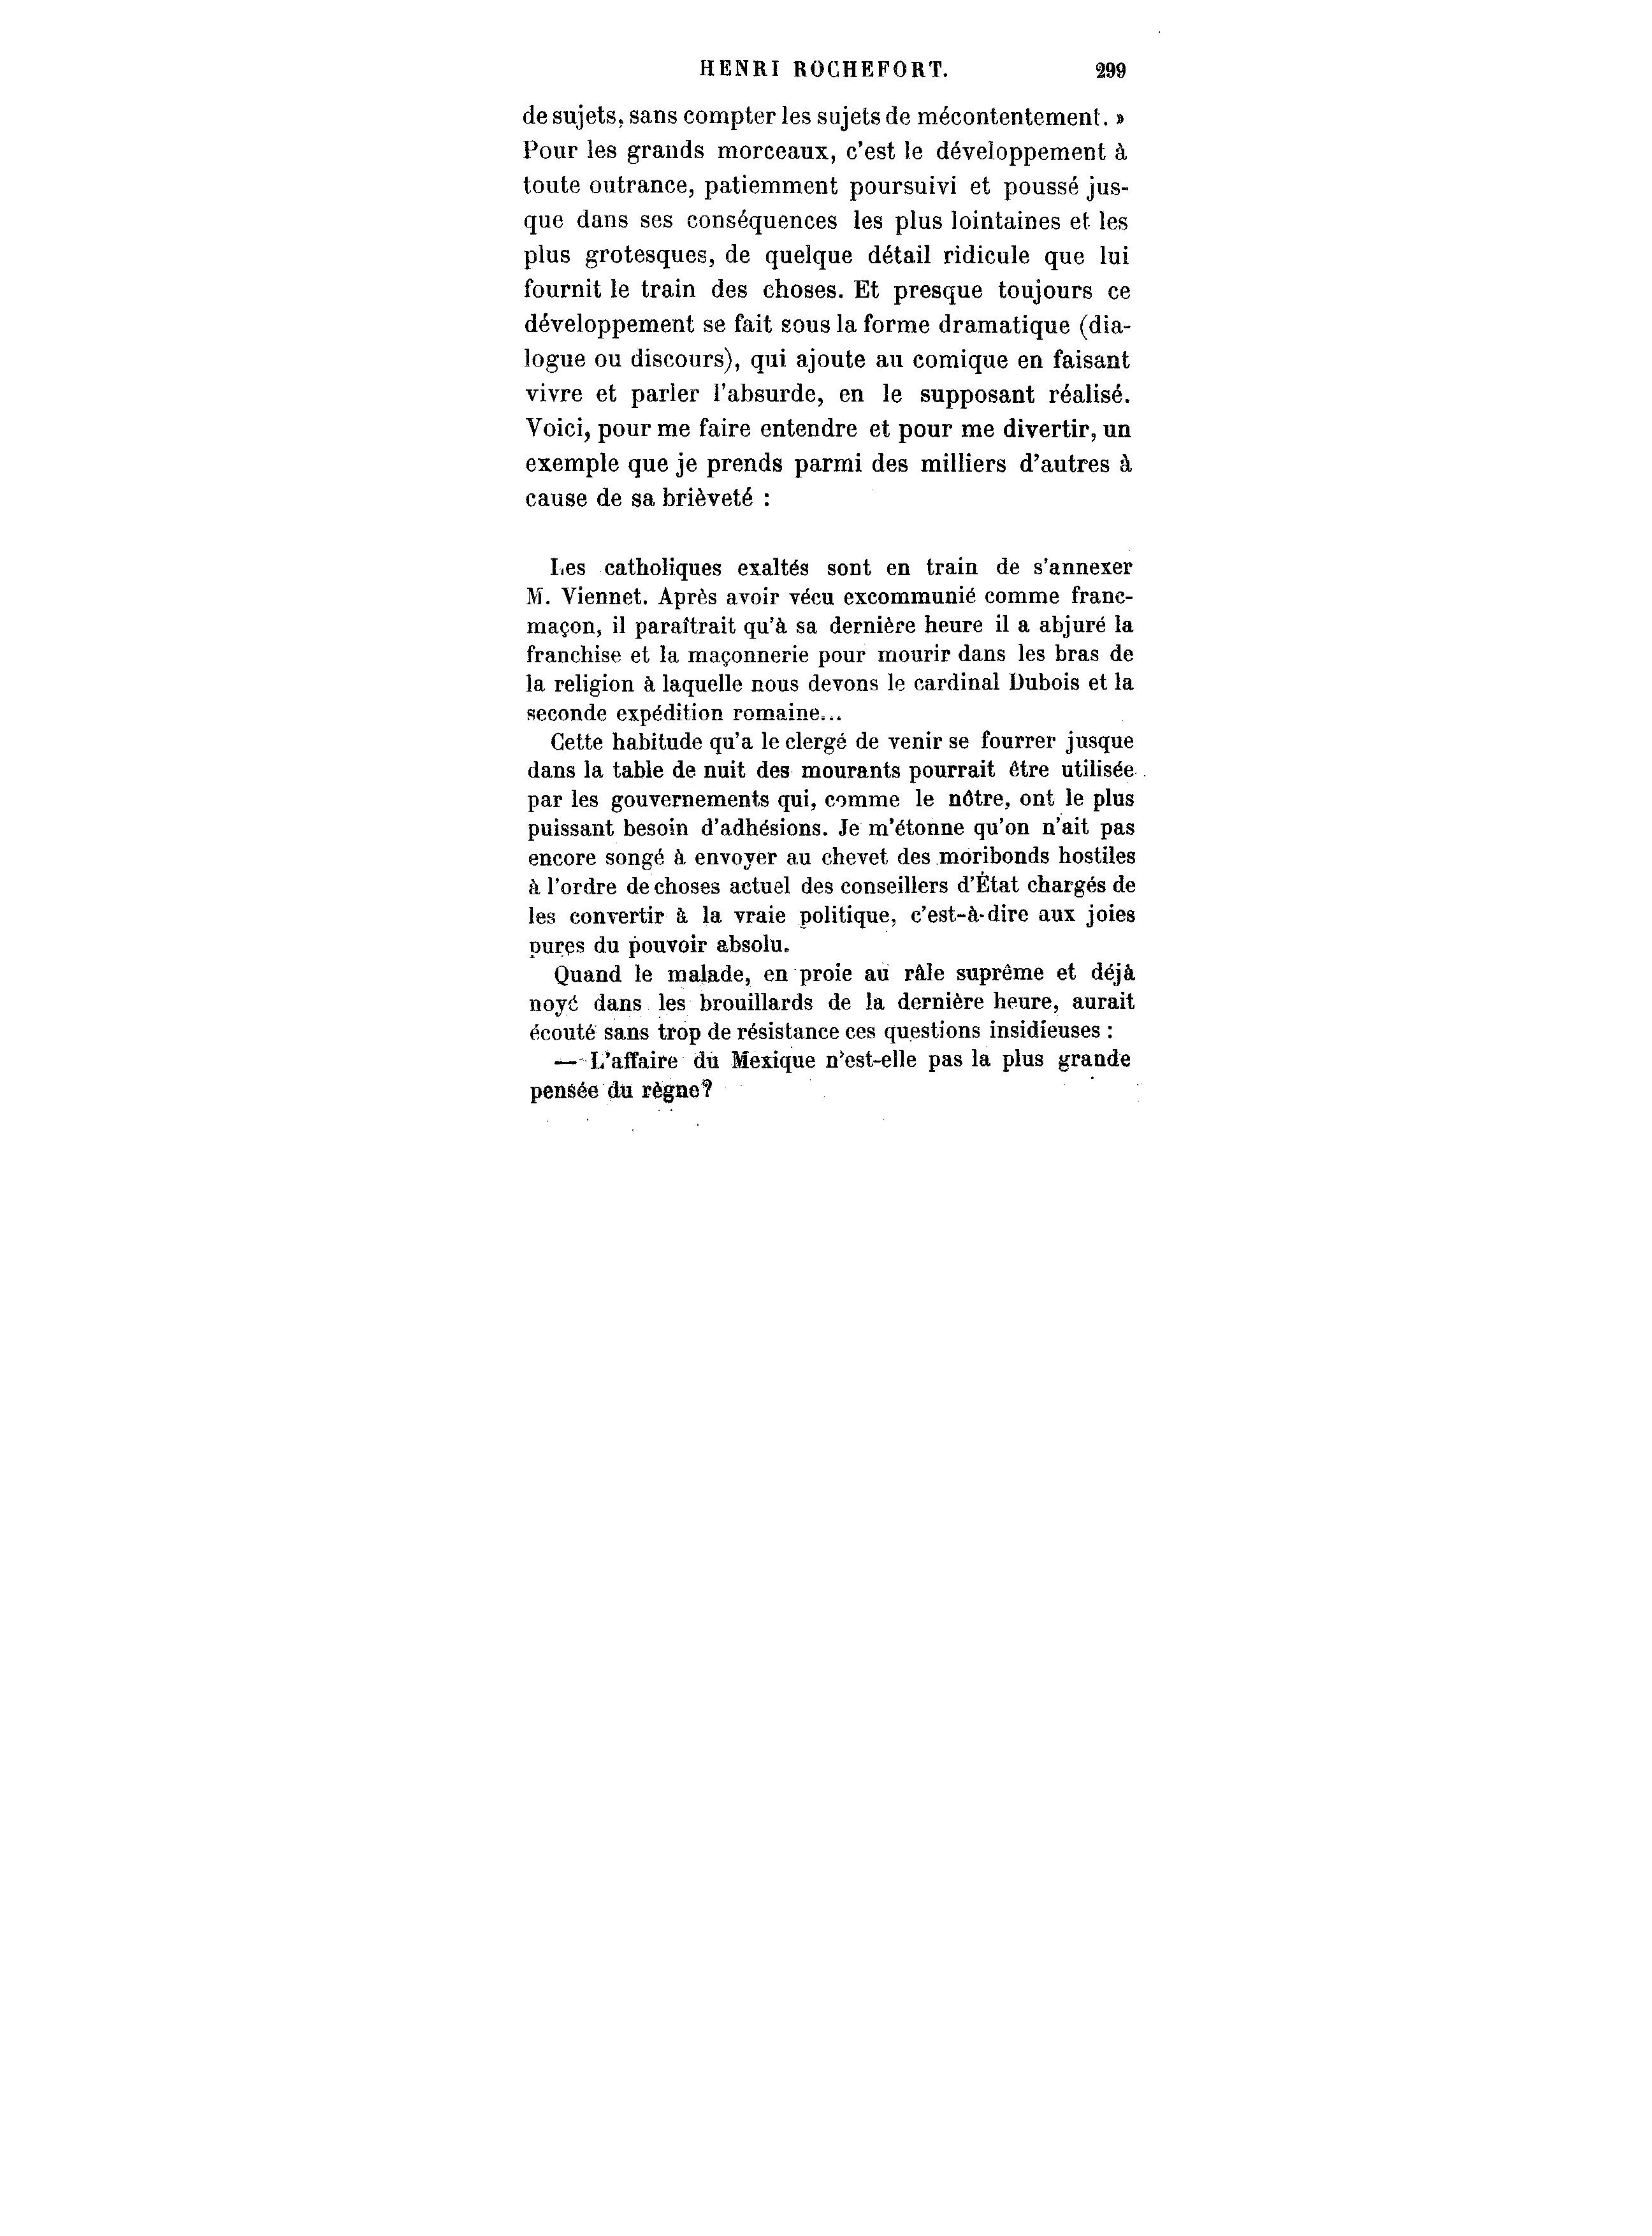 HENRI ROCHEFORT. 299
de sujets, sans compter les sujets de mécontentement. »
Pour les grands morceaux, c'est le développement à
toute outrance, patiemment poursuivi et poussé jus-
que dans ses conséquences les plus lointaines et les
plus grotesques, de quelque détail ridicule que lui
fournit le train des choses. Et presque toujours ce
développement se fait sous la forme dramatique (dia-
logue ou discours), qui ajoute au comique en faisant
vivre et parler l'absurde, en le supposant réalisé.
Voici, pour me faire entendre et pour me divertir, un
exemple que je prends parmi des milliers d'autres à
cause de sa brièveté :
Les catholiques exaltés sont en train de s'annexer
M. Viennet. Après avoir vécu excommunié comme franc-
maçon, il paraîtrait qu'à sa dernière heure il a abjuré la
franchise et la maçonnerie pour mourir dans les bras de
la religion à laquelle nous devons le cardinal Dubois et la
seconde expédition romaine...
Cette habitude qu'a le clergé de venir se fourrer jusque
dans la table de nuit des mourants pourrait être utilisée
par les gouvernements qui, comme le nôtre, ont le plus
puissant besoin d'adhésions. Je m'étonne qu'on n'ait pas
encore songé à envoyer au chevet des moribonds hostiles
à l'ordre de choses actuel des conseillers d'État chargés de
les convertir à la vraie politique, c'est-à-dire aux joies
pures du pouvoir absolu.
Quand le malade, en proie au râle suprême et déjà
noyé dans les brouillards de la dernière heure, aurait
écouté sans trop de résistance ces questions insidieuses :
— L'affaire du Mexique n'est-elle pas la plus grande
pensée du règne?